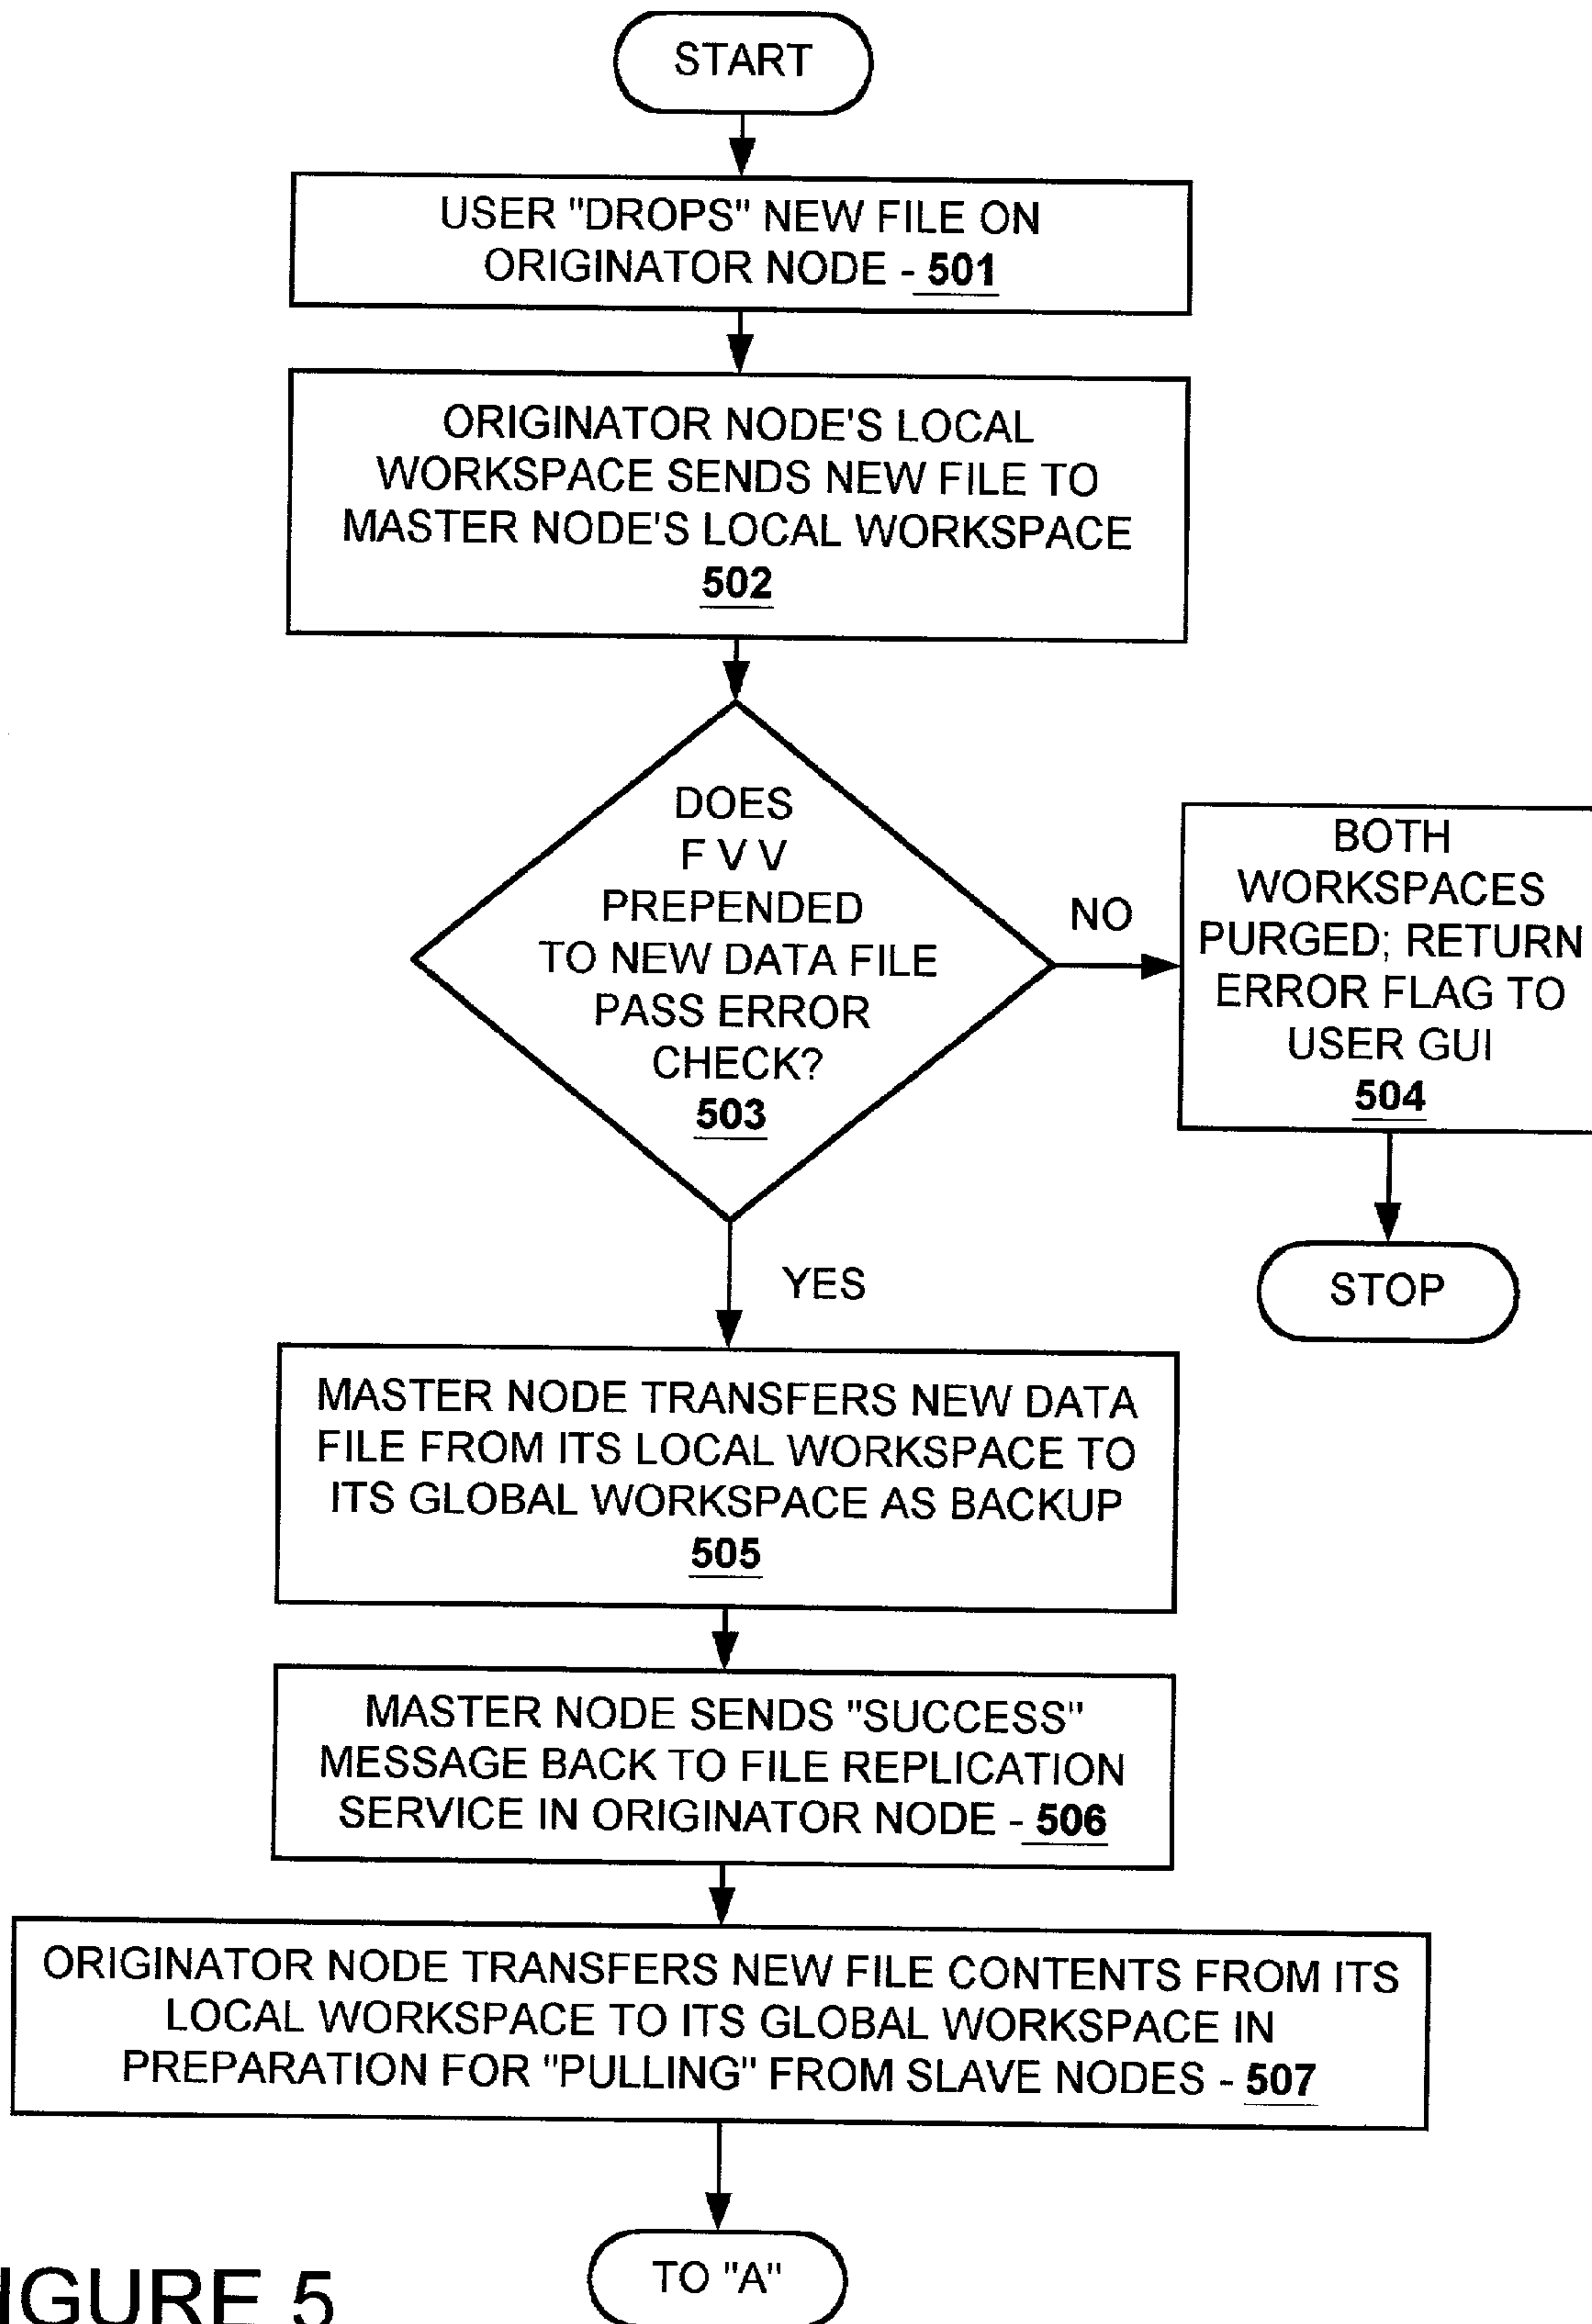 START
USER "DROPS" NEW FILE ON
ORIGINATOR NODE - 501
ORIGINATOR NODE'S LOCAL
WORKSPACE SENDS NEW FILE TO
MASTER NODE'S LOCAL WORKSPACE
502
DOES
F V V
PREPENDED
TO NEW DATA FILE
PASS ERROR
CHECK?
503
NO
BOTH
WORKSPACES
PURGED; RETURN
ERROR FLAG TO
USER GUI
504
STOP
YES
MASTER NODE TRANSFERS NEW DATA
FILE FROM ITS LOCAL WORKSPACE TO
ITS GLOBAL WORKSPACE AS BACKUP
505
MASTER NODE SENDS "SUCCESS"
MESSAGE BACK TO FILE REPLICATION
SERVICE IN ORIGINATOR NODE - 506
ORIGINATOR NODE TRANSFERS NEW FILE CONTENTS FROM ITS
LOCAL WORKSPACE TO ITS GLOBAL WORKSPACE IN
PREPARATION FOR "PULLING" FROM SLAVE NODES - 507
TO "A"
IGURE 5